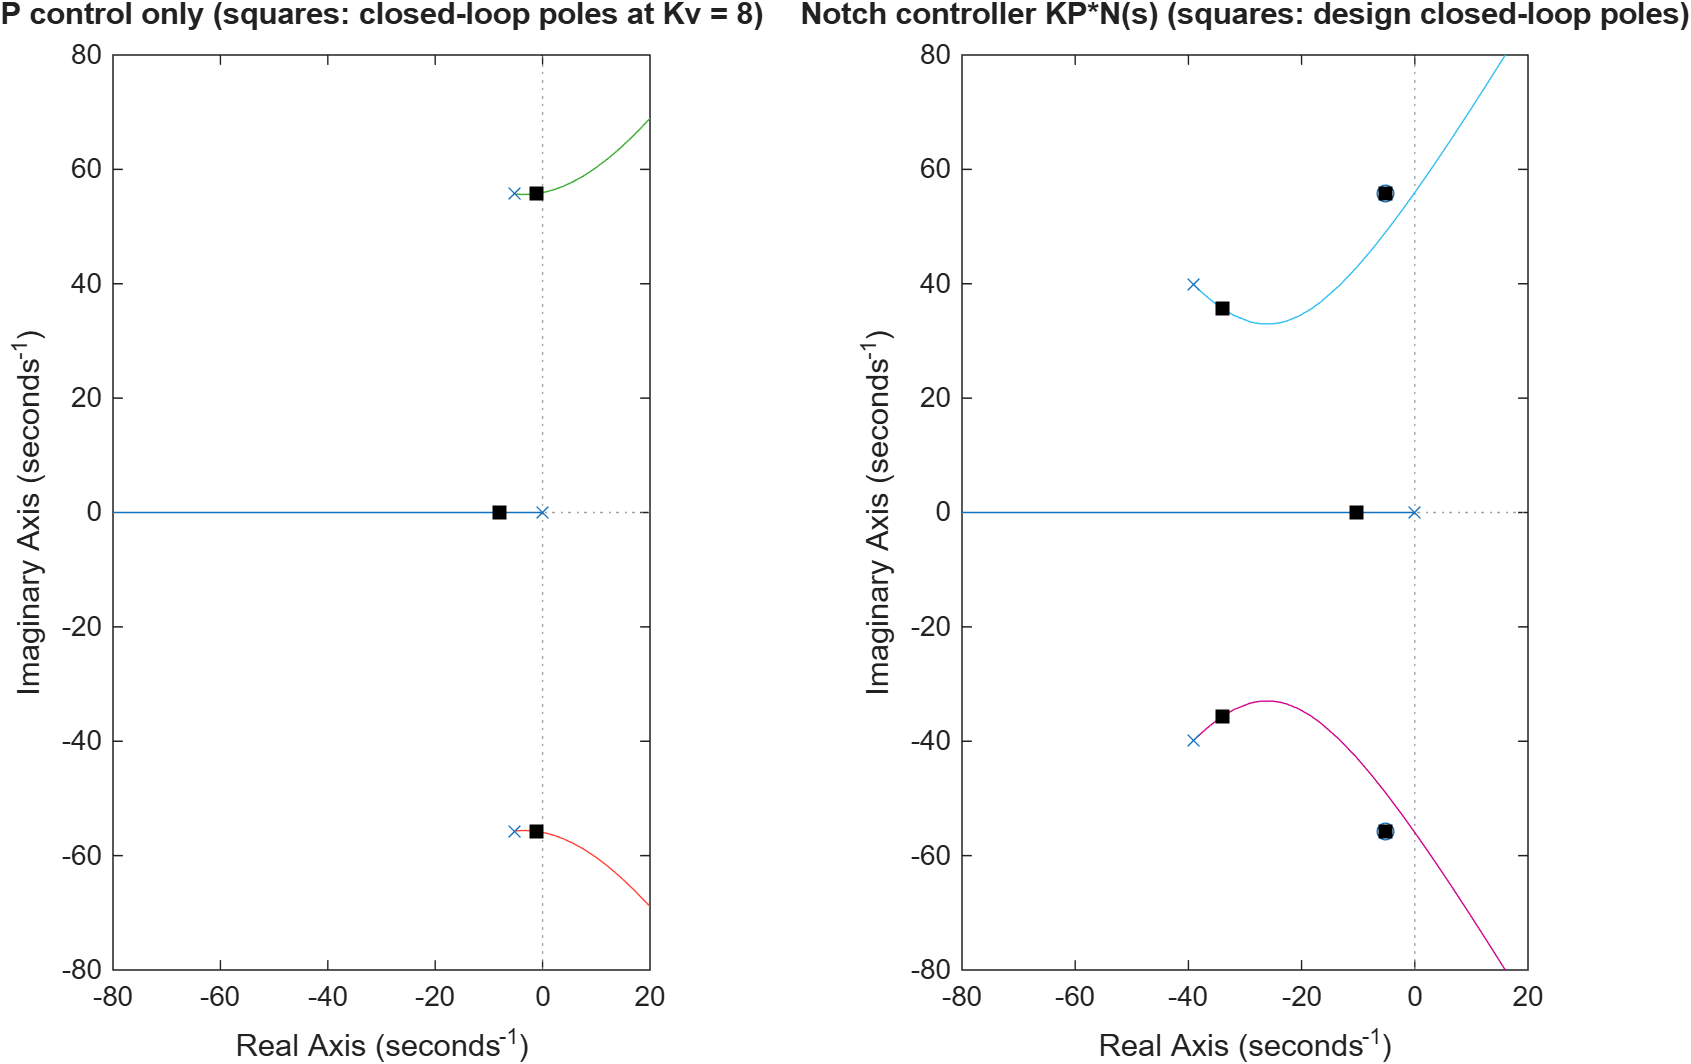 P control only (squares: closed-loop poles at Kv = 8)
80
60
40
20
0
-20
-40
-60
-80
-80 -60 -40 -20 0 20
Real Axis (seconds-1)
Imaginary Axis (seconds-1)
Notch controller KP*N(s) (squares: design closed-loop poles)
80
60
40
20
0
-20
-40
-60
-80
-80 -60 -40 -20 0 20
Real Axis (seconds-1)
Imaginary Axis (seconds-1)